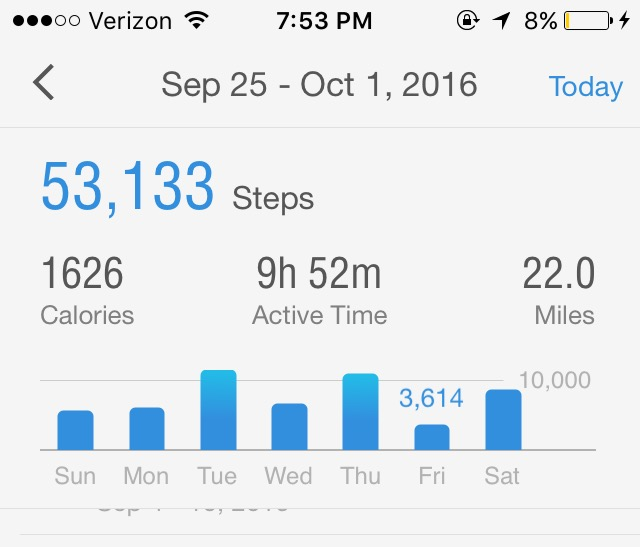 Verizon 7:53 PM 8%
Sep 25 - Oct 1, 2016 Today
53,133 Steps
1626 9h 52m 22.0
Calories Active Time Miles
10,000
3,614
Sun Mon Tue Wed Thu Fri Sat